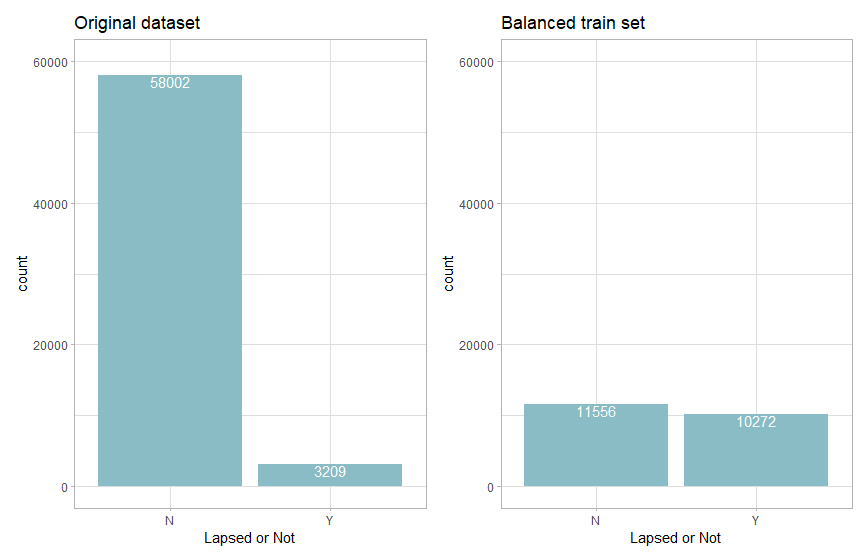 Original dataset
60000
40000
20000
0
count
58002
3209
N
Y
Lapsed or Not
Balanced train set
60000
40000
20000
0
count
11556
10272
N
Y
Lapsed or Not